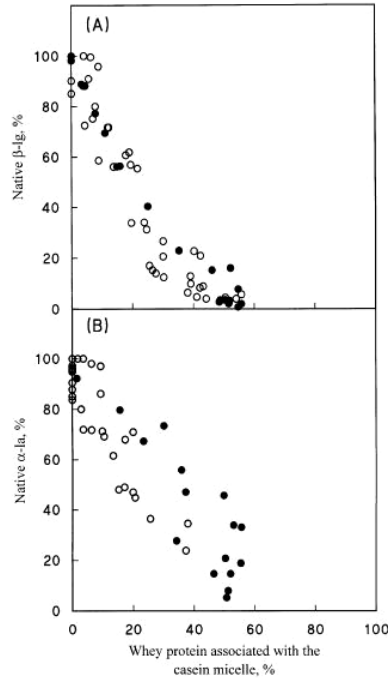 (A)
100
80
60
40
20
0
Native β-lg, %
(B)
100
80
60
40
20
0
Native α-la, %
0 20 40 60 80 100
Whey protein associated with the
casein micelle, %